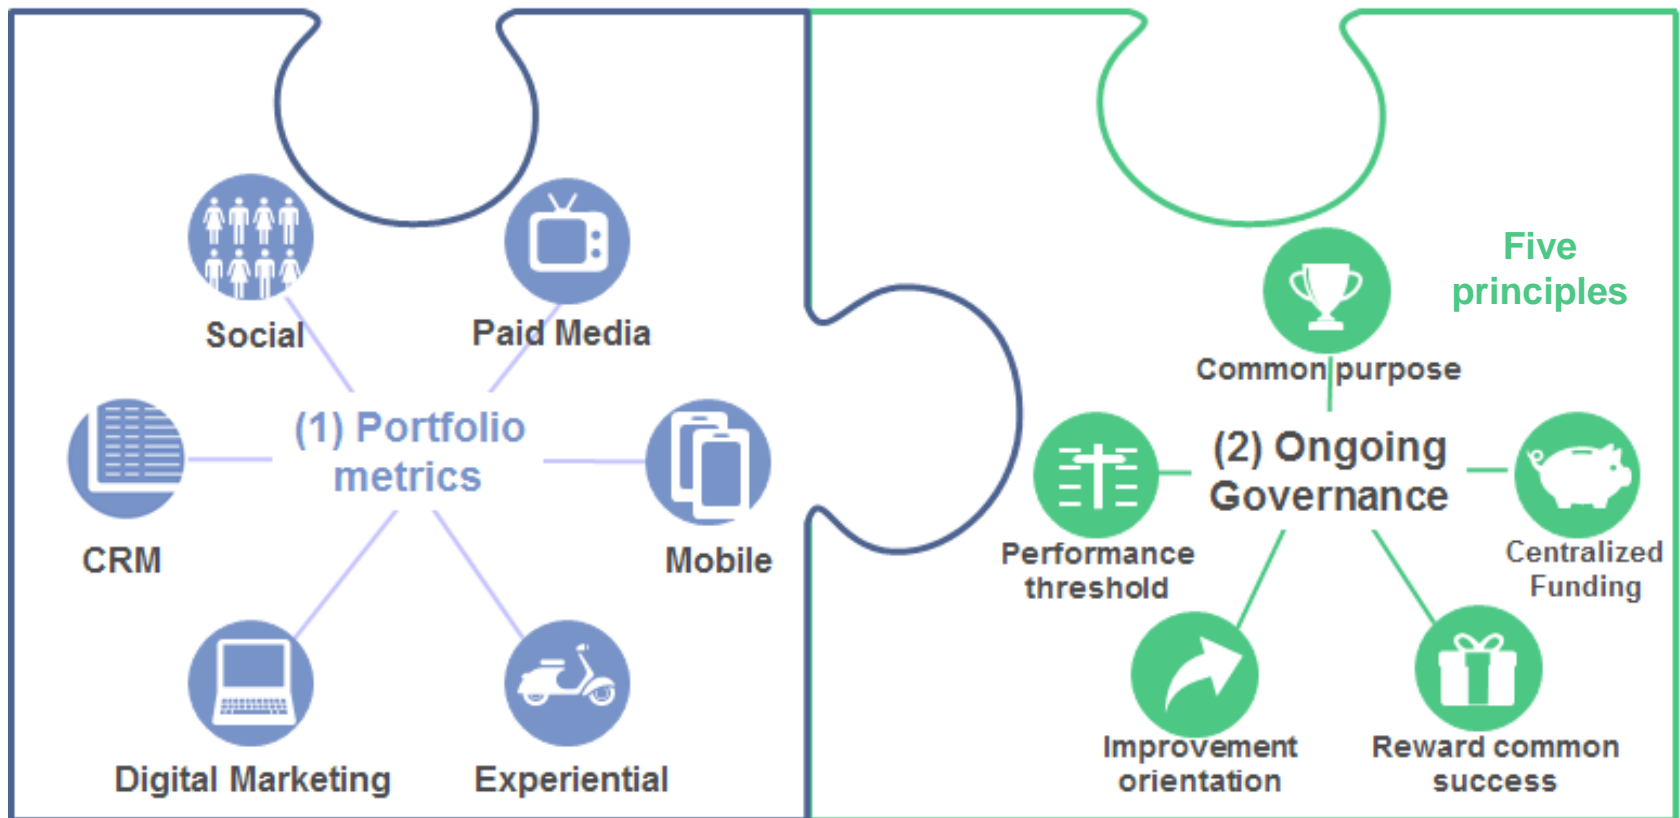 Social
Paid Media
(1) Portfolio
metrics
CRM
Mobile
Digital Marketing
Experiential
Five
principles
Common purpose
(2) Ongoing
Governance
Performance
threshold
Centralized
Funding
Improvement
orientation
Reward common
success